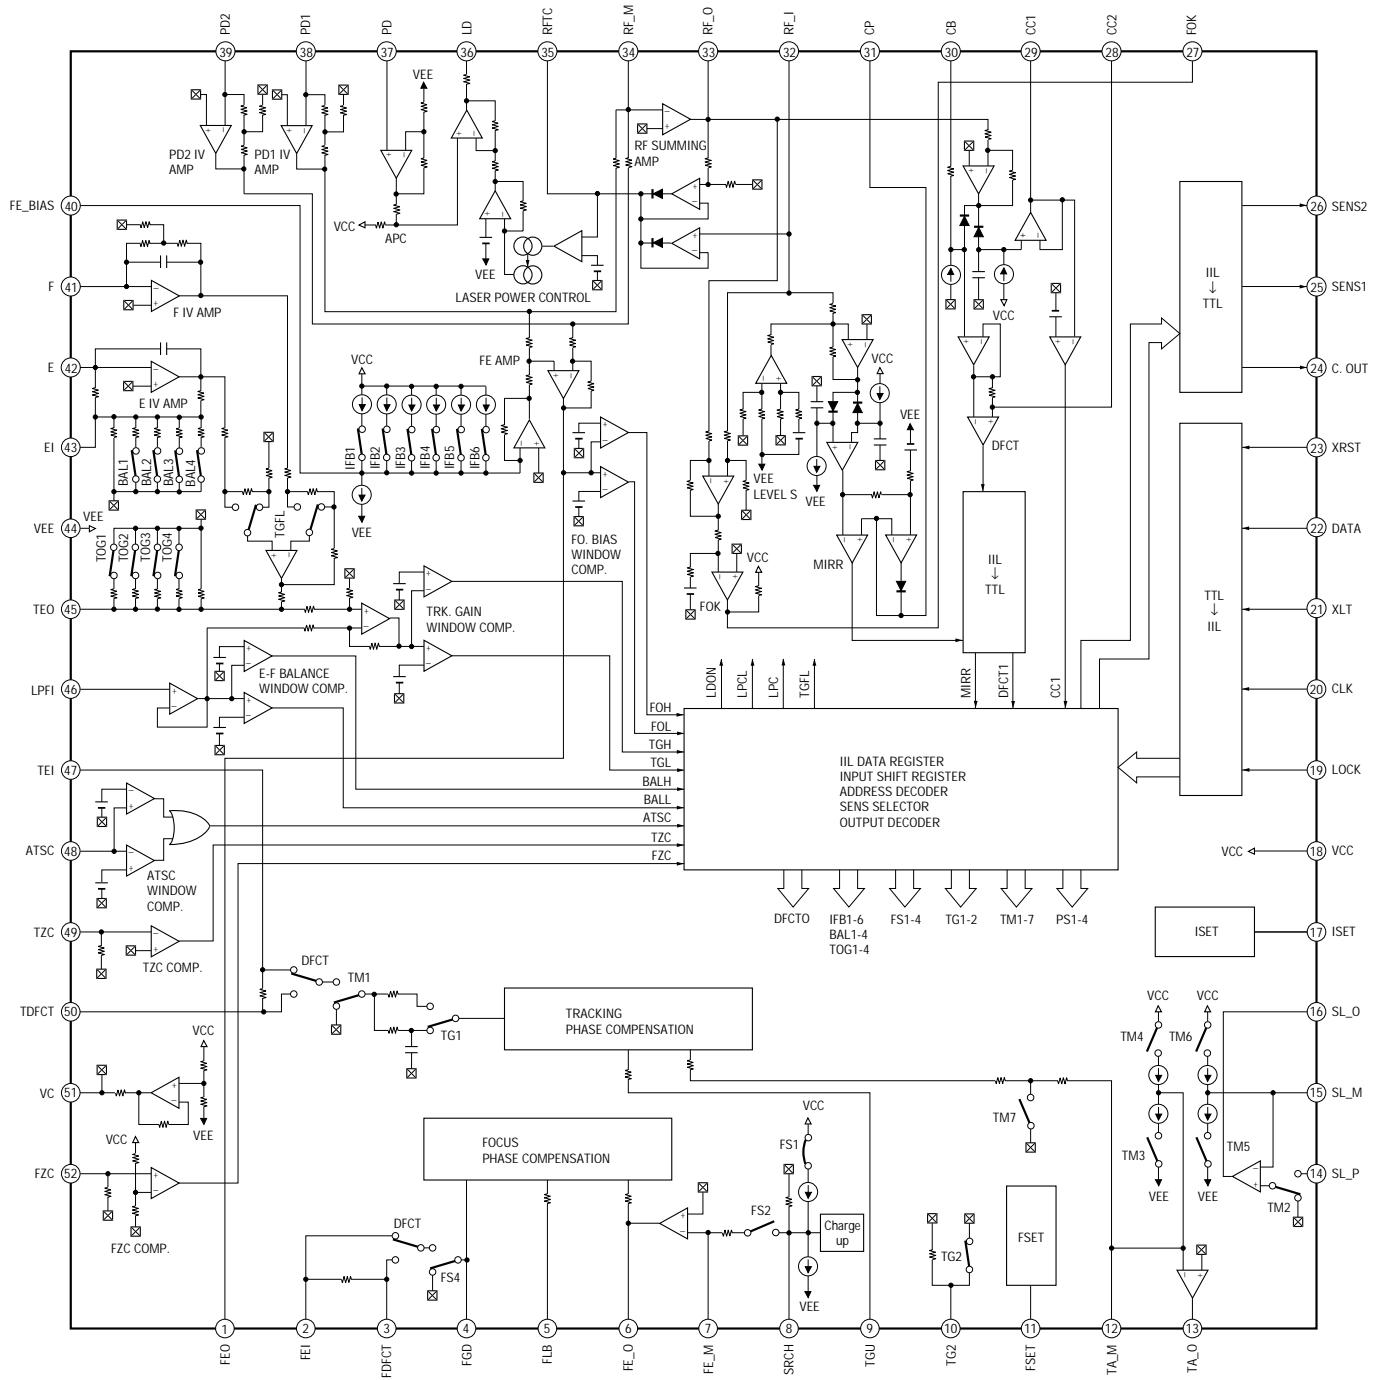 PD2 PD1 PD LD RFTC RF_M RF_O RF_I CP CB CC1 CC2 FOK
39 38 37 36 35 34 33 32 31 30 29 28 27
VEE
PD2 IV
AMP
PD1 IV
AMP
RF SUMMING
AMP
VCC
APC
VEE
LASER POWER CONTROL
FE_BIAS 40
F 41
F IV AMP
E 42
E IV AMP
EI 43
BAL1
BAL2
BAL3
BAL4
VEE 44
VEE
TOG1
TOG2
TOG3
TOG4
TGFL
TEO 45
LPFI 46
TEI 47
ATSC 48
TZC 49
TDFCT 50
VC 51
FZC 52
FE AMP
VCC
IFB1
IFB2
IFB3
IFB4
IFB5
IFB6
VEE
FO. BIAS
WINDOW
COMP.
TRK. GAIN
WINDOW COMP.
E-F BALANCE
WINDOW COMP.
VEE
LEVEL S
VCC
VEE
VEE
VCC
FOK
MIRR
VCC
DFCT
IIL
↓
TTL
IIL
↓
TTL
TTL
↓
IIL
26 SENS2
25 SENS1
24 C. OUT
23 XRST
22 DATA
21 XLT
20 CLK
19 LOCK
18 VCC
VCC
17 ISET
ISET
16 SL_O
15 SL_M
14 SL_P
LDON
LPCL
LPC
TGFL
MIRR
DFCT1
CC1
FOH
FOL
TGH
TGL
BALH
BALL
ATSC
TZC
FZC
IIL DATA REGISTER
INPUT SHIFT REGISTER
ADDRESS DECODER
SENS SELECTOR
OUTPUT DECODER
DFCTO
IFB1-6
BAL1-4
TOG1-4
FS1-4
TG1-2
TM1-7
PS1-4
ATSC
WINDOW
COMP.
TZC COMP.
DFCT
TM1
TG1
TRACKING
PHASE COMPENSATION
VCC
VEE
VCC
FZC COMP.
FOCUS
PHASE COMPENSATION
DFCT
FS4
FS2
FS1
VCC
Charge
up
VEE
TG2
FSET
TM7
VCC
TM4
TM3
VEE
VCC
TM6
TM5
VEE
TM2
1 2 3 4 5 6 7 8 9 10 11 12 13
FEO FEI FDFCT FGD FLB FE_O FE_M SRCH TGU TG2 FSET TA_M TA_O